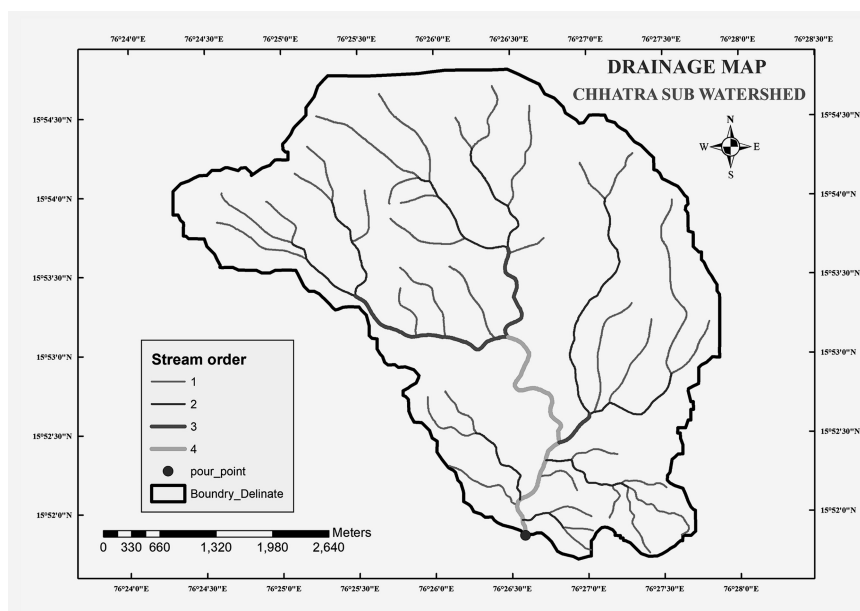 76°24'0"E 76°24'30"E 76°25'0"E 76°25'30"E 76°26'0"E 76°26'30"E 76°27'0"E 76°27'30"E 76°28'0"E 76°28'30"E
DRAINAGE MAP
CHHATRA SUB WATERSHED
N
W E
S
15°54'30"N 15°54'30"N
15°54'0"N 15°54'0"N
15°53'30"N 15°53'30"N
15°53'0"N 15°53'0"N
15°52'30"N 15°52'30"N
15°52'0"N 15°52'0"N
Stream order
1
2
3
4
pour_point
Boundry_Delinate
Meters
0 330 660 1,320 1,980 2,640
76°24'0"E 76°24'30"E 76°25'0"E 76°25'30"E 76°26'0"E 76°26'30"E 76°27'0"E 76°27'30"E 76°28'0"E